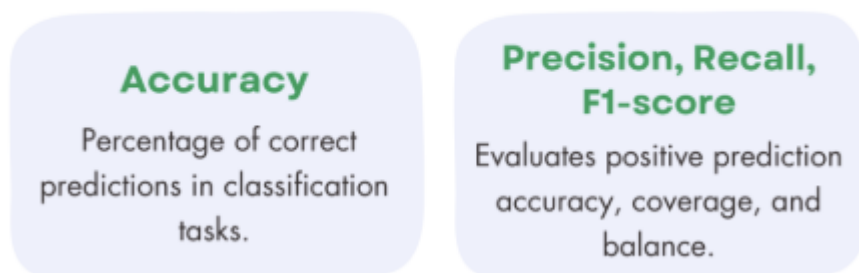 Accuracy
Percentage of correct
predictions in classification
tasks.
Precision, Recall,
F1-score
Evaluates positive prediction
accuracy, coverage, and
balance.